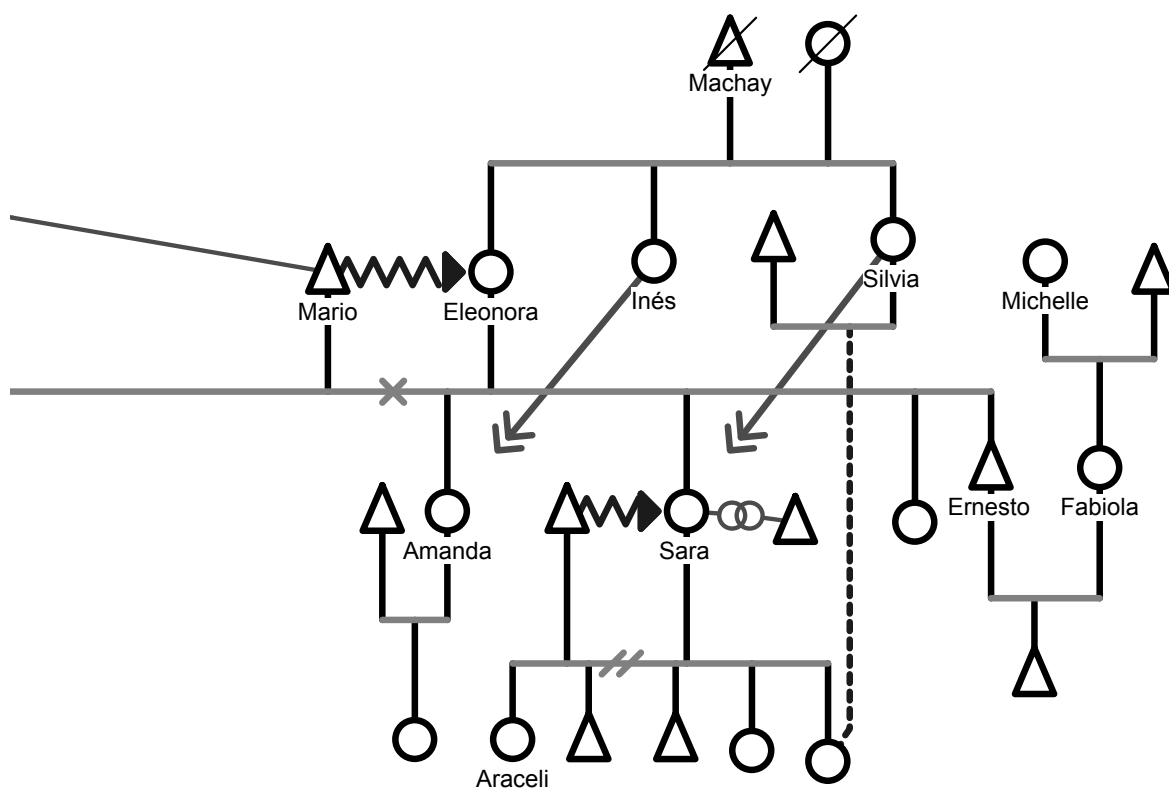 Machay
Silvia
Mario
Eleonora
Inés
Michelle
Amanda
Sara
Ernesto
Fabiola
Araceli